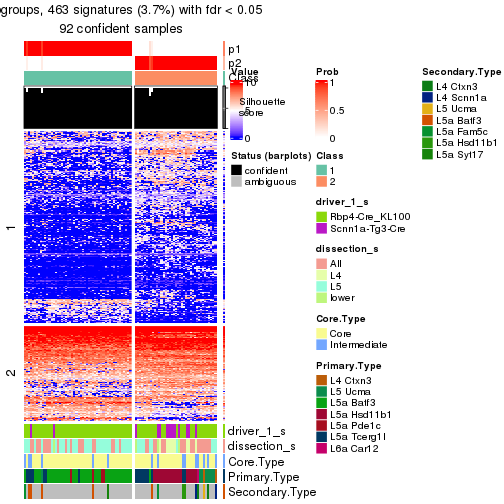 groups, 463 signatures (3.7%) with fdr < 0.05
92 confident samples
p1
p2
Class
Silhouette
score
1
2
driver_1_s
dissection_s
Core.Type
Primary.Type
Secondary.Type
Value
10
0
Status (barplots)
confident
ambiguous
Prob
1
0.5
0
Class
1
2
driver_1_s
Rbp4-Cre_KL100
Scnn1a-Tg3-Cre
dissection_s
All
L4
L5
lower
Core.Type
Core
Intermediate
Primary.Type
L4 Ctxn3
L5 Ucma
L5a Batf3
L5a Hsd11b1
L5a Pde1c
L5a Tcerg1l
L6a Car12
Secondary.Type
L4 Ctxn3
L4 Scnn1a
L5 Ucma
L5a Batf3
L5a Fam5c
L5a Hsd11b1
L5a Syt17